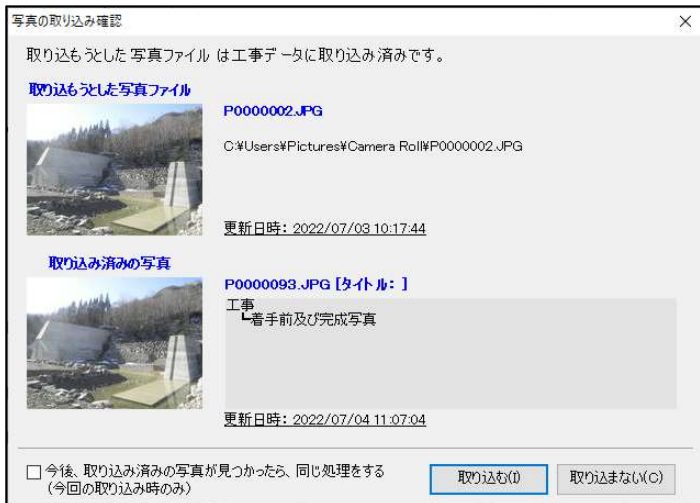 写真の取り込み確認
取り込もうとした写真ファイル は工事データに取り込み済みです。
取り込もうとした写真ファイル
P0000002.JPG
C:¥Users¥Pictures¥Camera Roll¥P0000002.JPG
更新日時: 2022/07/03 10:17:44
取り込み済みの写真
P0000093.JPG [タイトル: ]
工事
┗着手前及び完成写真
更新日時: 2022/07/04 11:07:04
今後、取り込み済みの写真が見つかったら、同じ処理をする
(今回の取り込み時のみ)
取り込む(I)
取り込まない(C)